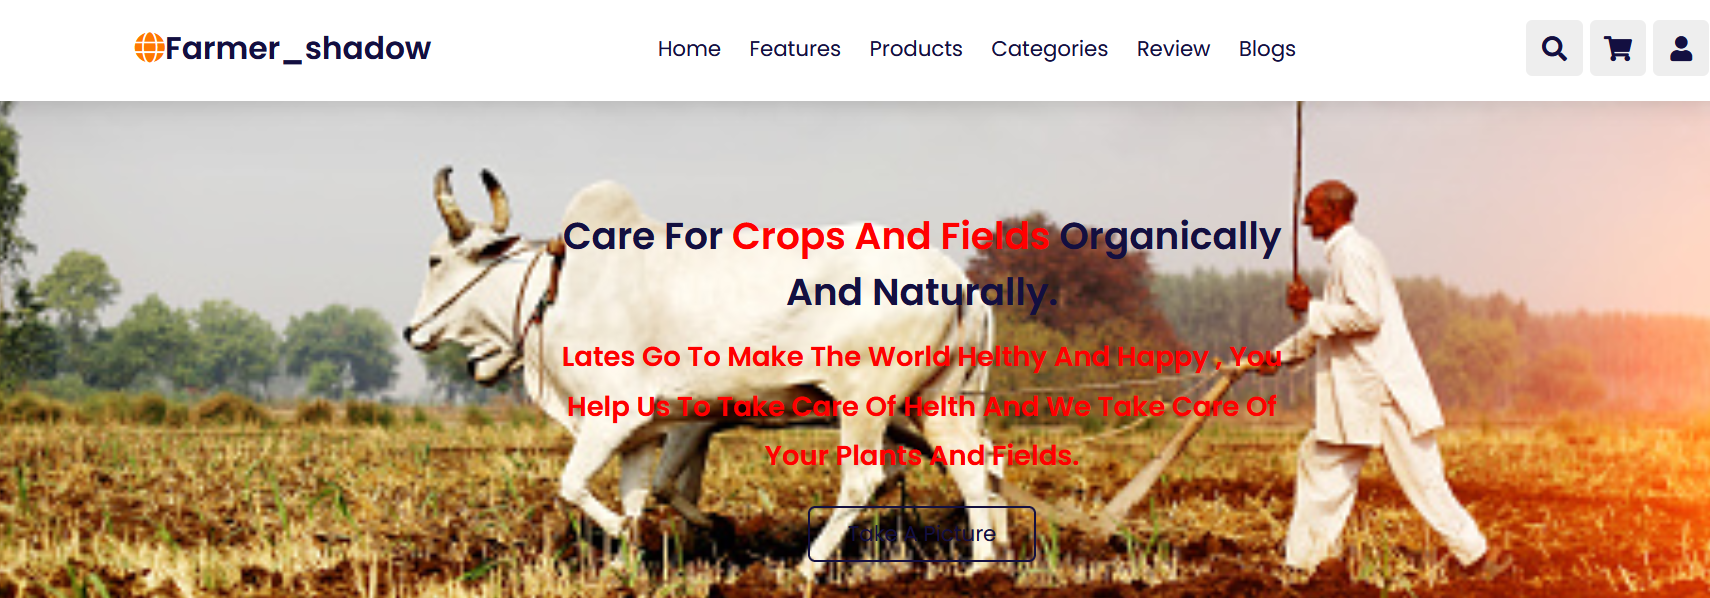 Farmer_shadow
Home Features Products Categories Review Blogs
Care For Crops And Fields Organically
And Naturally.
Lates Go To Make The World Helthy And Happy , You
Help Us To Take Care Of Helth And We Take Care Of
Your Plants And Fields.
Take A Picture